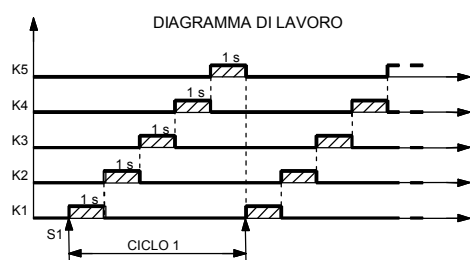 DIAGRAMMA DI LAVORO
1 s
K5
1 s
K4
1 s
K3
1 s
K2
1 s
K1
S1
CICLO 1